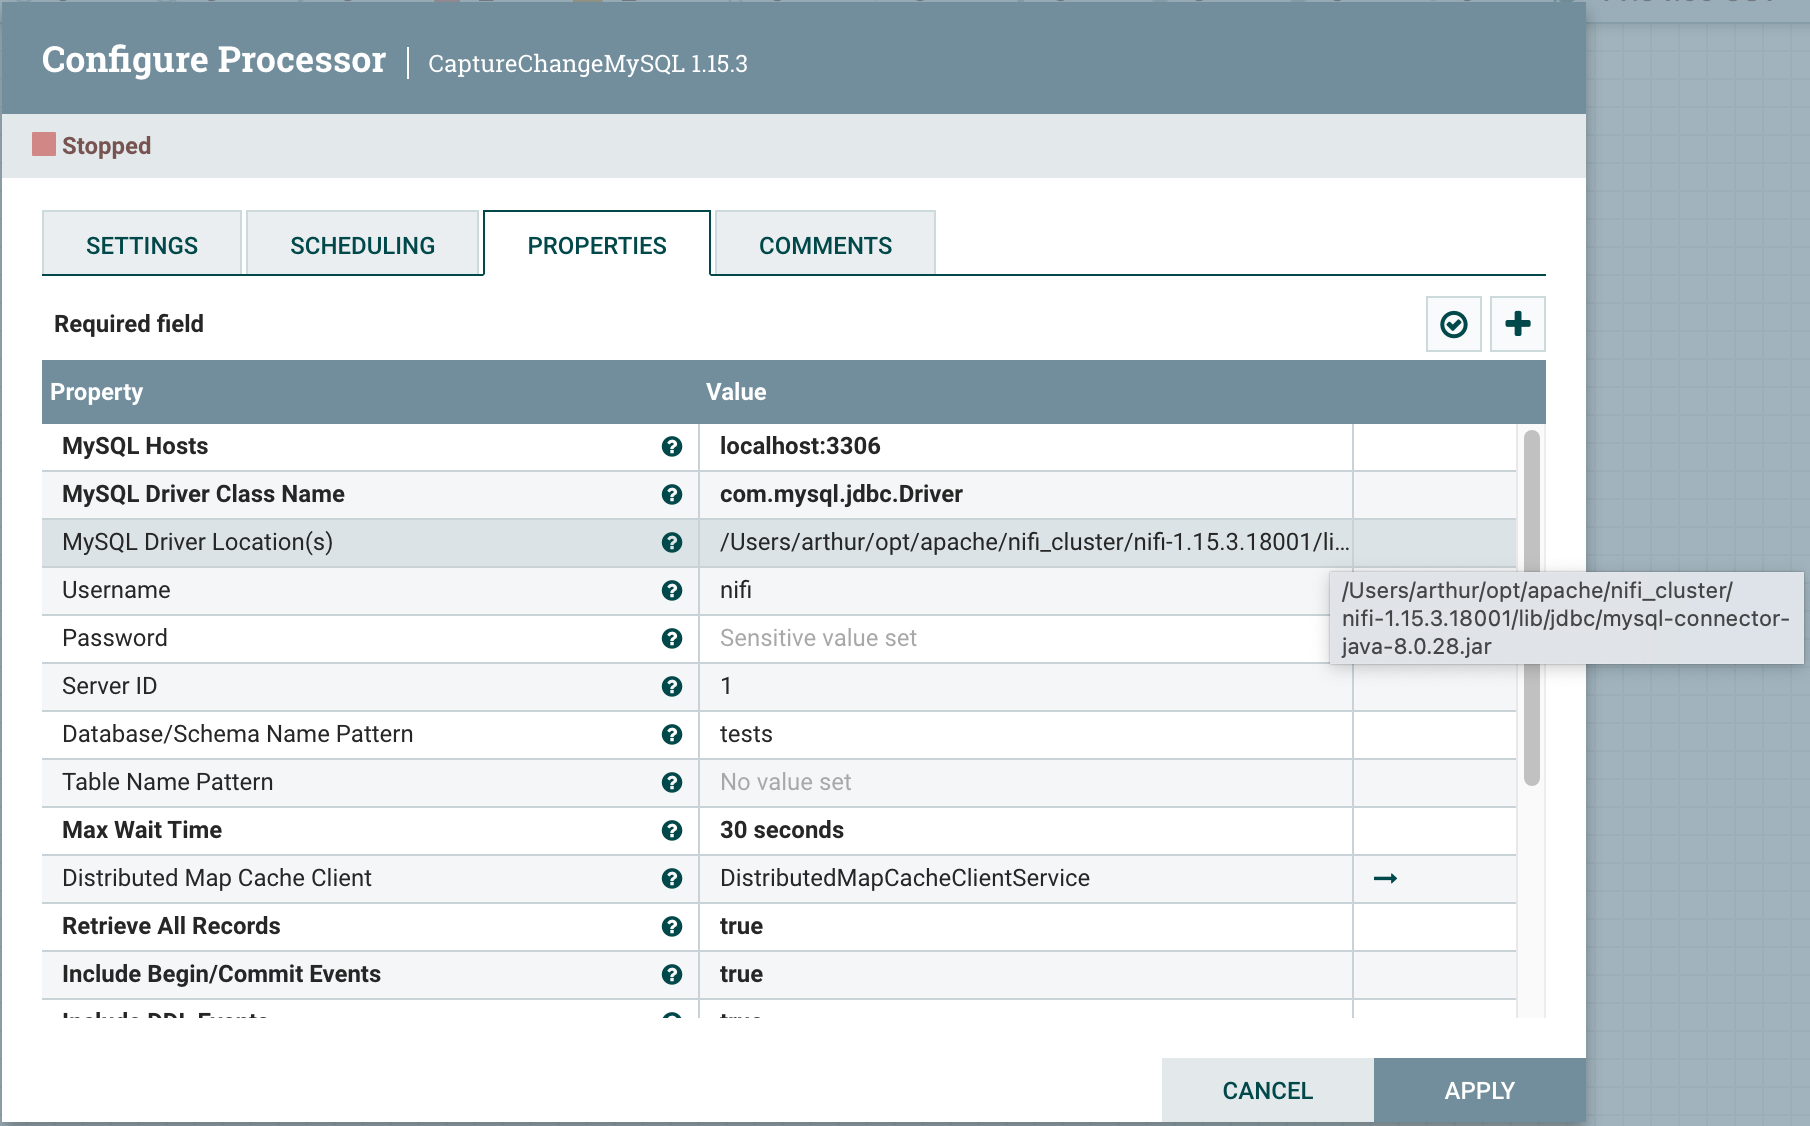 Configure Processor | CaptureChangeMySQL 1.15.3
Stopped
SETTINGS SCHEDULING PROPERTIES COMMENTS
Required field
Property Value
MySQL Hosts localhost:3306
MySQL Driver Class Name com.mysql.jdbc.Driver
MySQL Driver Location(s) /Users/arthur/opt/apache/nifi_cluster/nifi-1.15.3.18001/li...
/Users/arthur/opt/apache/nifi_cluster/
nifi-1.15.3.18001/lib/jdbc/mysql-connector-
java-8.0.28.jar
Username nifi
Password Sensitive value set
Server ID 1
Database/Schema Name Pattern tests
Table Name Pattern No value set
Max Wait Time 30 seconds
Distributed Map Cache Client DistributedMapCacheClientService
Retrieve All Records true
Include Begin/Commit Events true
Include DDL Events true
CANCEL APPLY